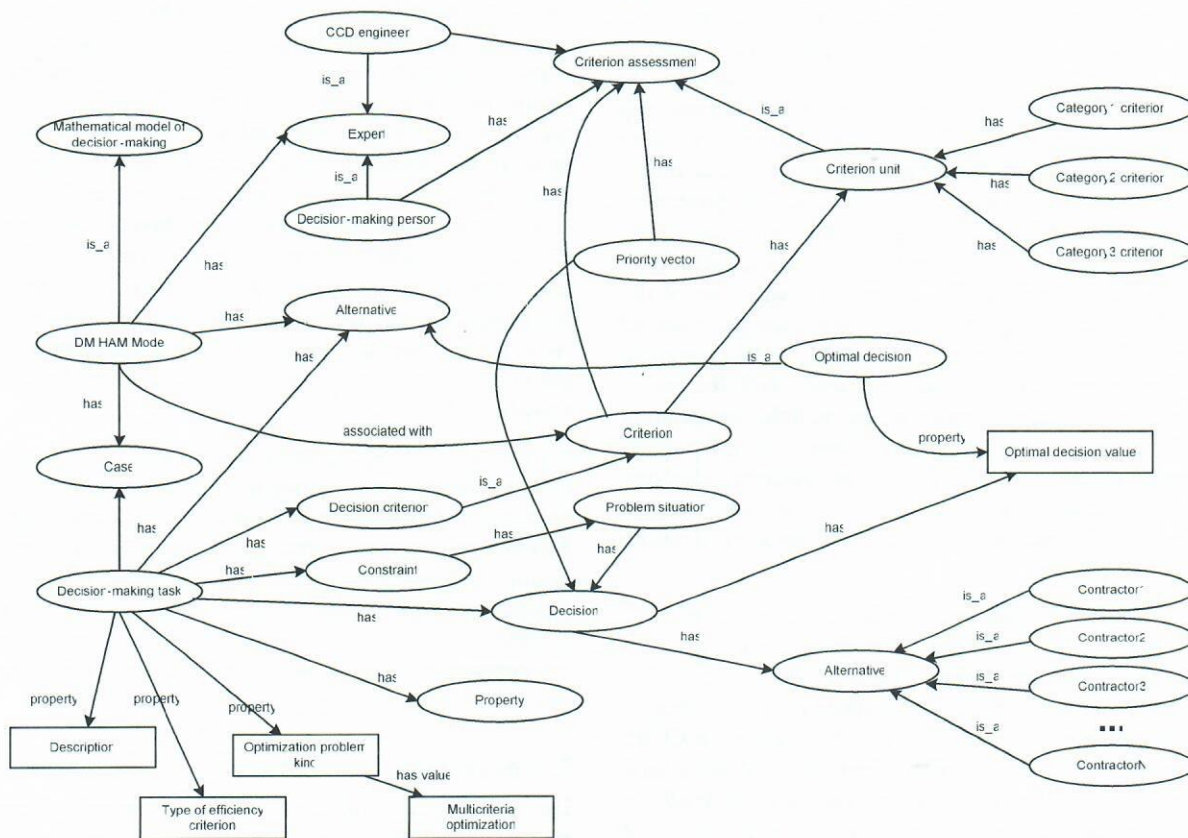 CCD engineer
Criterion assessment
is_a
Mathematical model of
decision-making
has
is_a
Category1 criterion
has
Expert
is_a
has
Criterion unit
Category2 criterion
has
has
Decision-making person
has
Category3 criterion
is_a
has
has
Priority vector
Alternative
has
DM HAM Mode
has
is_a
Optimal decision
has
associated with
Criterion
property
Optimal decision value
Case
is_a
Decision criterion
Problem situation
has
has
has
has
has
Constraint
has
Decision-making task
has
Decision
has
Contractor1
is_a
Contractor2
is_a
Alternative
Contractor3
is_a
...
is_a
ContractorN
has
Property
property
property
property
Description
Optimization problem
kind
has value
Type of efficiency
criterion
Multicriteria
optimization